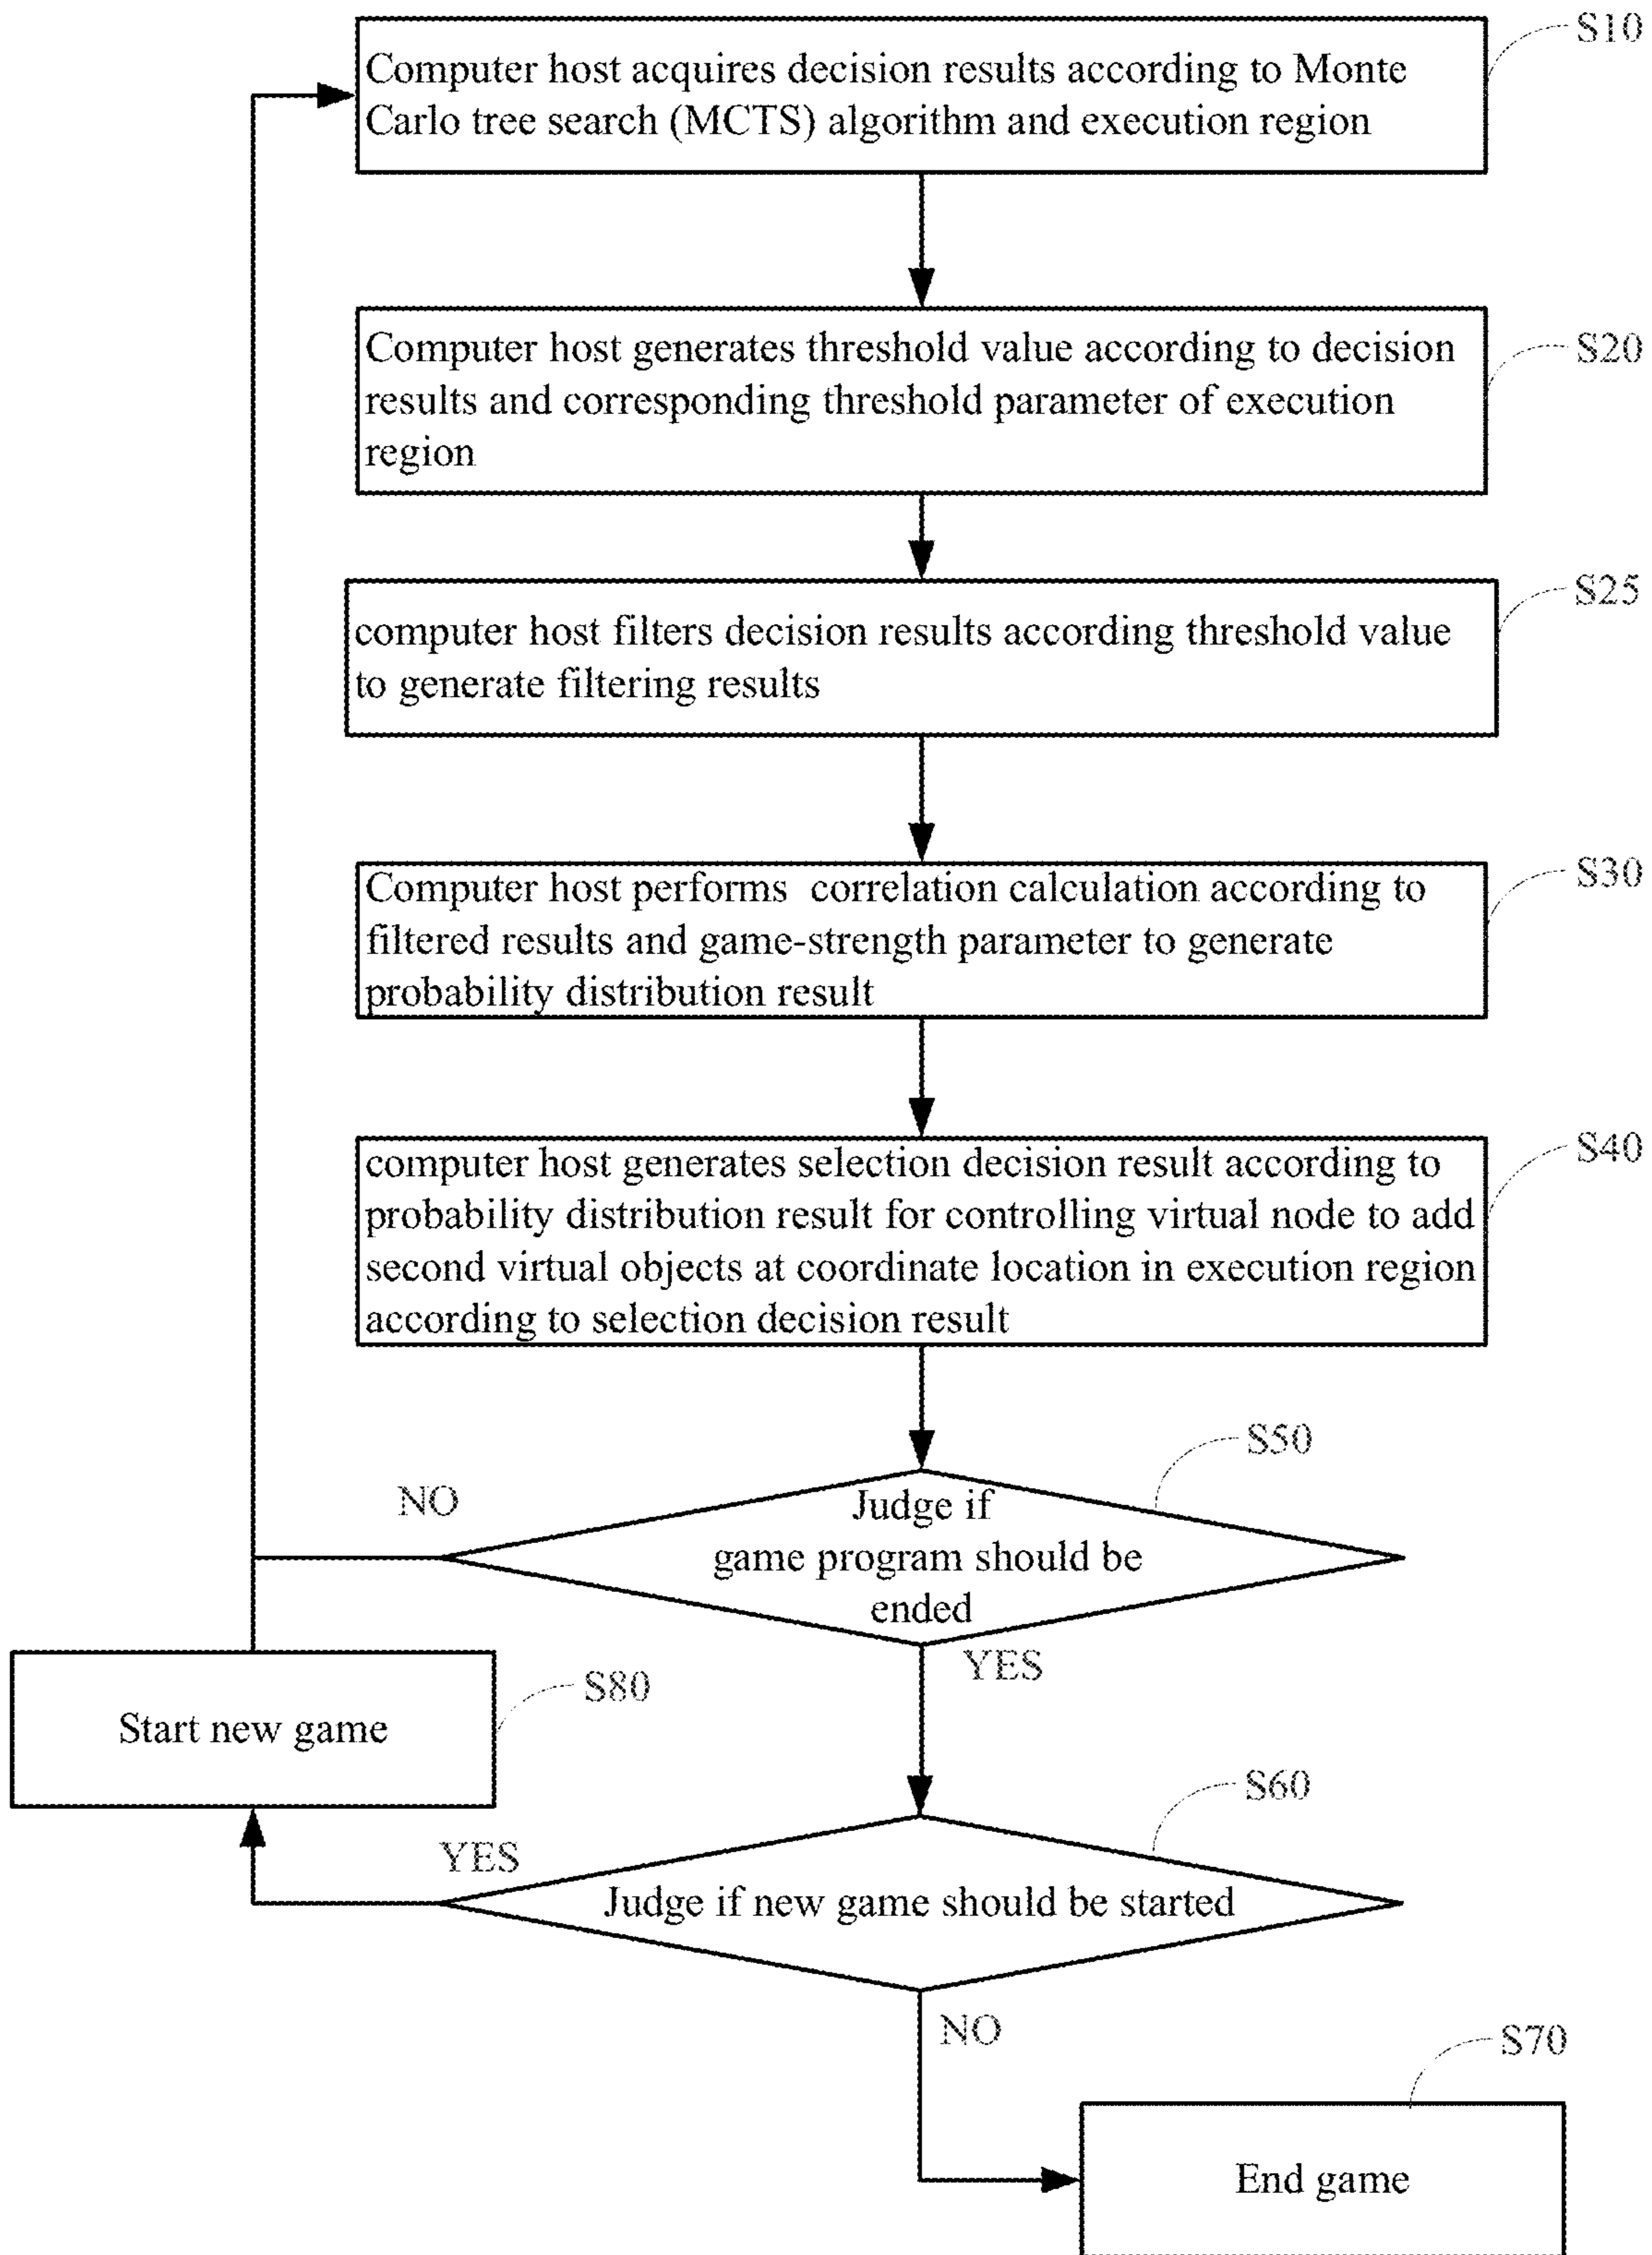 S10
Computer host acquires decision results according to Monte
Carlo tree search (MCTS) algorithm and execution region
S20
Computer host generates threshold value according to decision
results and corresponding threshold parameter of execution
region
S25
computer host filters decision results according threshold value
to generate filtering results
S30
Computer host performs correlation calculation according to
filtered results and game-strength parameter to generate
probability distribution result
S40
computer host generates selection decision result according to
probability distribution result for controlling virtual node to add
second virtual objects at coordinate location in execution region
according to selection decision result
S50
NO
Judge if
game program should be
ended
YES
S80
Start new game
S60
YES
Judge if new game should be started
NO
S70
End game